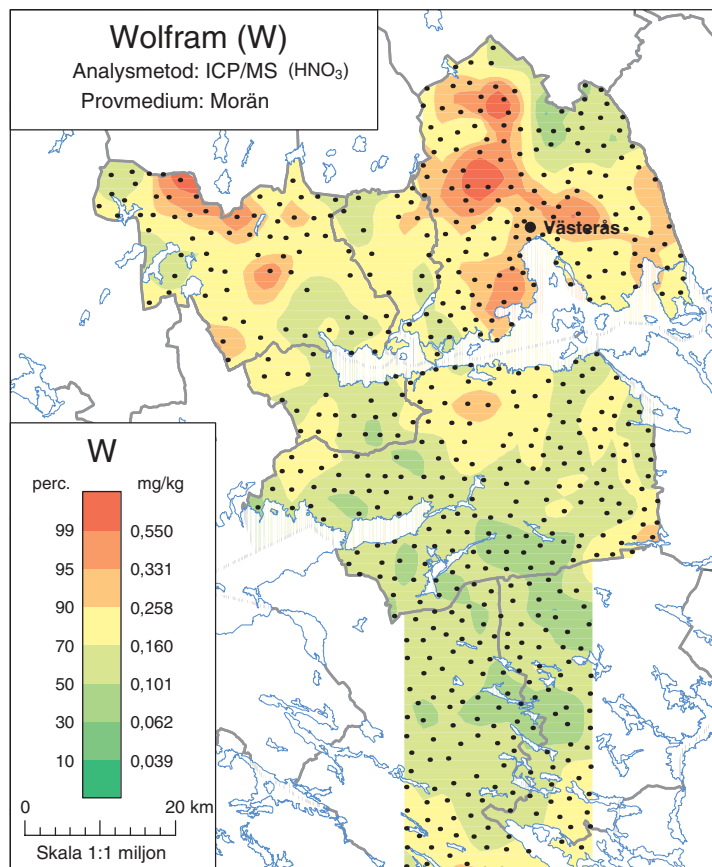 Wolfram (W)
Analysmetod: ICP/MS (HNO₃)
Provmedium: Morän
Västerås
W
perc. mg/kg
99 0,550
95 0,331
90 0,258
70 0,160
50 0,101
30 0,062
10 0,039
0 20 km
Skala 1:1 miljon